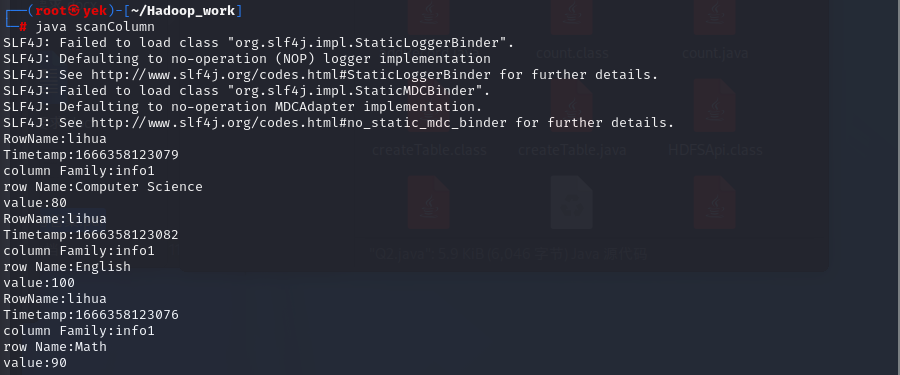 (root㉿yek)-[~/Hadoop_work]
# java scanColumn
SLF4J: Failed to load class "org.slf4j.impl.StaticLoggerBinder".
SLF4J: Defaulting to no-operation (NOP) logger implementation
SLF4J: See http://www.slf4j.org/codes.html#StaticLoggerBinder for further details.
SLF4J: Failed to load class "org.slf4j.impl.StaticMDCBinder".
SLF4J: Defaulting to no-operation MDCAdapter implementation.
SLF4J: See http://www.slf4j.org/codes.html#no_static_mdc_binder for further details.
RowName:lihua
Timetamp:1666358123079
column Family:info1
row Name:Computer Science
value:80
RowName:lihua
Timetamp:1666358123082
column Family:info1
row Name:English
value:100
RowName:lihua
Timetamp:1666358123076
column Family:info1
row Name:Math
value:90
count.class
count.java
createTable.class
createTable.java
HDFSApi.class